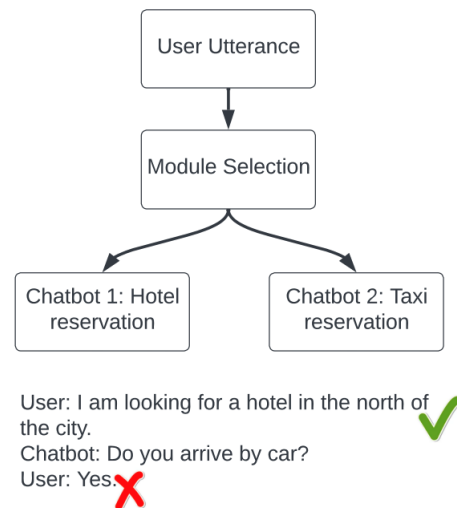 User Utterance
Module Selection
Chatbot 1: Hotel
reservation
Chatbot 2: Taxi
reservation
User: I am looking for a hotel in the north of
the city.
Chatbot: Do you arrive by car?
User: Yes.